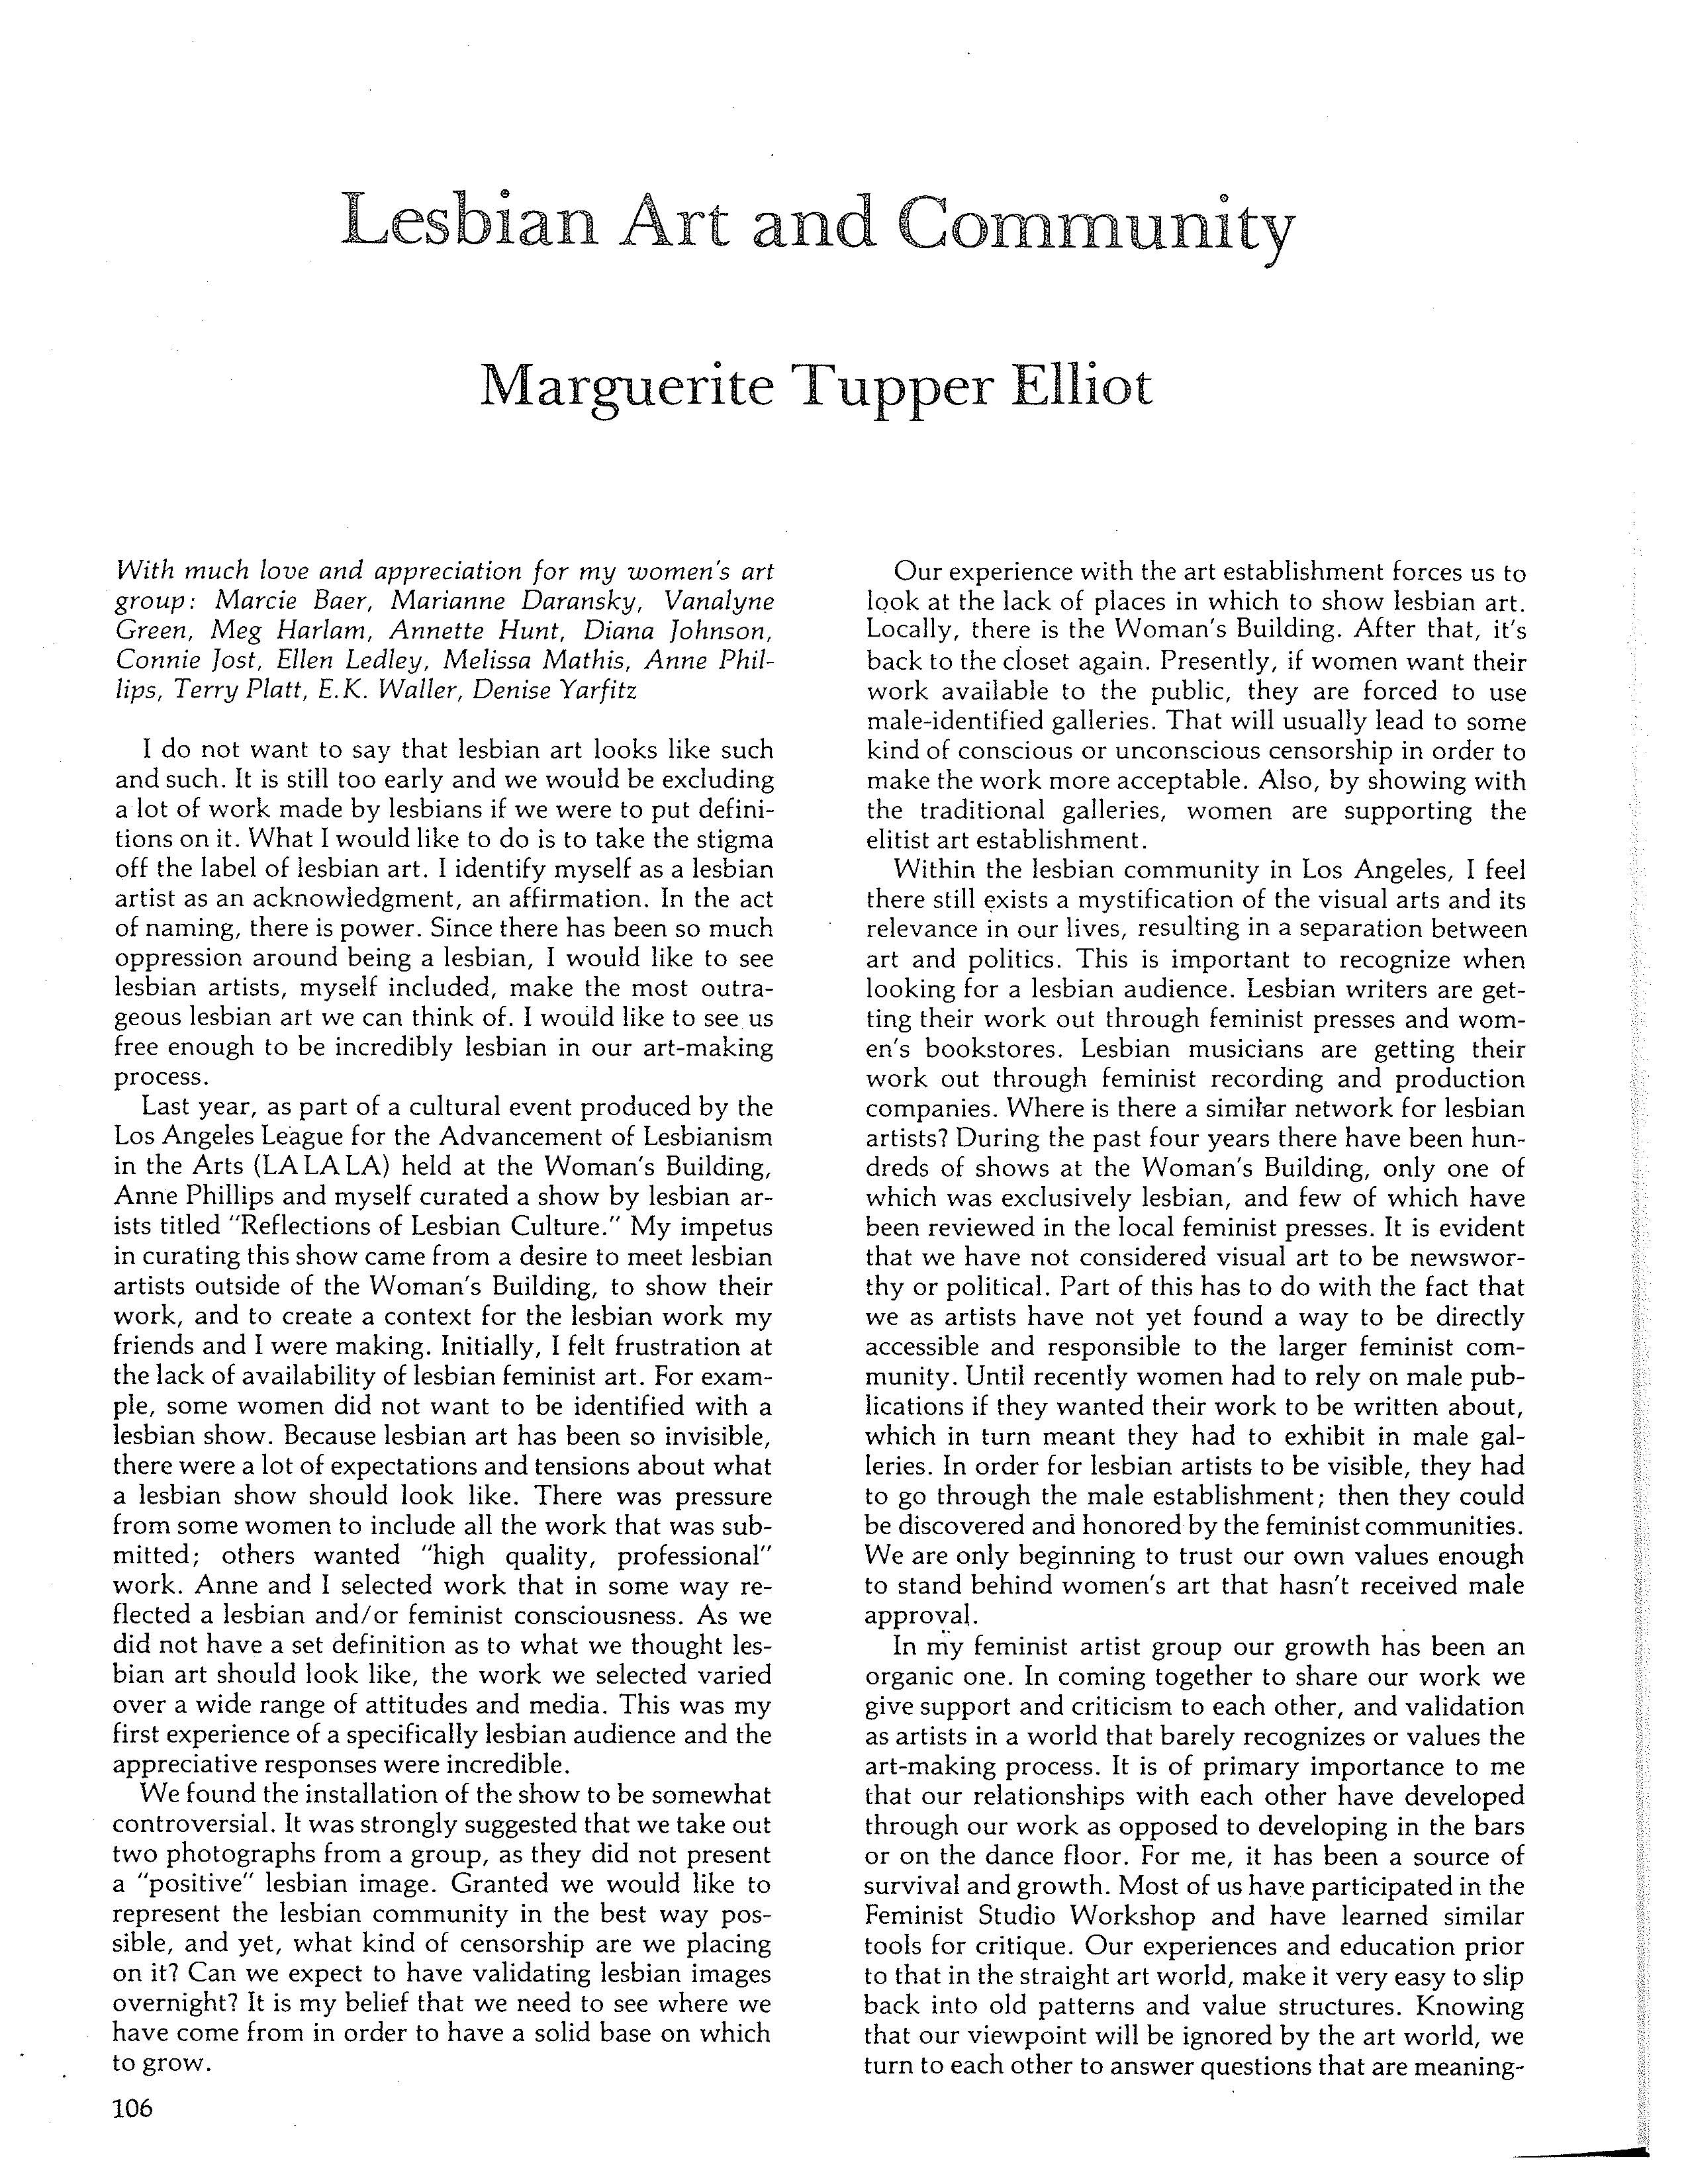 Lesbian Art and Community
Marguerite Tupper Elliot
With much love and appreciation for my women's art
group: Marcie Baer, Marianne Daransky, Vanalyne
Green, Meg Harlam, Annette Hunt, Diana Johnson,
Connie Jost, Ellen Ledley, Melissa Mathis, Anne Phil-
lips, Terry Platt, E.K. Waller, Denise Yarfitz
I do not want to say that lesbian art looks like such
and such. It is still too early and we would be excluding
a lot of work made by lesbians if we were to put defini-
tions on it. What I would like to do is to take the stigma
off the label of lesbian art. I identify myself as a lesbian
artist as an acknowledgment, an affirmation. In the act
of naming, there is power. Since there has been so much
oppression around being a lesbian, I would like to see
lesbian artists, myself included, make the most outra-
geous lesbian art we can think of. I would like to see us
free enough to be incredibly lesbian in our art-making
process.
Last year, as part of a cultural event produced by the
Los Angeles League for the Advancement of Lesbianism
in the Arts (LALALA) held at the Woman's Building,
Anne Phillips and myself curated a show by lesbian ar-
ists titled "Reflections of Lesbian Culture." My impetus
in curating this show came from a desire to meet lesbian
artists outside of the Woman's Building, to show their
work, and to create a context for the lesbian work my
friends and I were making. Initially, I felt frustration at
the lack of availability of lesbian feminist art. For exam-
ple, some women did not want to be identified with a
lesbian show. Because lesbian art has been so invisible,
there were a lot of expectations and tensions about what
a lesbian show should look like. There was pressure
from some women to include all the work that was sub-
mitted; others wanted "high quality, professional"
work. Anne and I selected work that in some way re-
flected a lesbian and/or feminist consciousness. As we
did not have a set definition as to what we thought les-
bian art should look like, the work we selected varied
over a wide range of attitudes and media. This was my
first experience of a specifically lesbian audience and the
appreciative responses were incredible.
We found the installation of the show to be somewhat
controversial. It was strongly suggested that we take out
two photographs from a group, as they did not present
a "positive" lesbian image. Granted we would like to
represent the lesbian community in the best way pos-
sible, and yet, what kind of censorship are we placing
on it? Can we expect to have validating lesbian images
overnight? It is my belief that we need to see where we
have come from in order to have a solid base on which
to grow.
106
Our experience with the art establishment forces us to
look at the lack of places in which to show lesbian art.
Locally, there is the Woman's Building. After that, it's
back to the closet again. Presently, if women want their
work available to the public, they are forced to use
male-identified galleries. That will usually lead to some
kind of conscious or unconscious censorship in order to
make the work more acceptable. Also, by showing with
the traditional galleries, women are supporting the
elitist art establishment.
Within the lesbian community in Los Angeles, I feel
there still exists a mystification of the visual arts and its
relevance in our lives, resulting in a separation between
art and politics. This is important to recognize when
looking for a lesbian audience. Lesbian writers are get-
ting their work out through feminist presses and wom-
en's bookstores. Lesbian musicians are getting their
work out through feminist recording and production
companies. Where is there a similar network for lesbian
artists? During the past four years there have been hun-
dreds of shows at the Woman's Building, only one of
which was exclusively lesbian, and few of which have
been reviewed in the local feminist presses. It is evident
that we have not considered visual art to be newswor-
thy or political. Part of this has to do with the fact that
we as artists have not yet found a way to be directly
accessible and responsible to the larger feminist com-
munity. Until recently women had to rely on male pub-
lications if they wanted their work to be written about,
which in turn meant they had to exhibit in male gal-
leries. In order for lesbian artists to be visible, they had
to go through the male establishment; then they could
be discovered and honored by the feminist communities.
We are only beginning to trust our own values enough
to stand behind women's art that hasn't received male
approval.
In my feminist artist group our growth has been an
organic one. In coming together to share our work we
give support and criticism to each other, and validation
as artists in a world that barely recognizes or values the
art-making process. It is of primary importance to me
that our relationships with each other have developed
through our work as opposed to developing in the bars
or on the dance floor. For me, it has been a source of
survival and growth. Most of us have participated in the
Feminist Studio Workshop and have learned similar
tools for critique. Our experiences and education prior
to that in the straight art world, make it very easy to slip
back into old patterns and value structures. Knowing
that our viewpoint will be ignored by the art world, we
turn to each other to answer questions that are meaning-